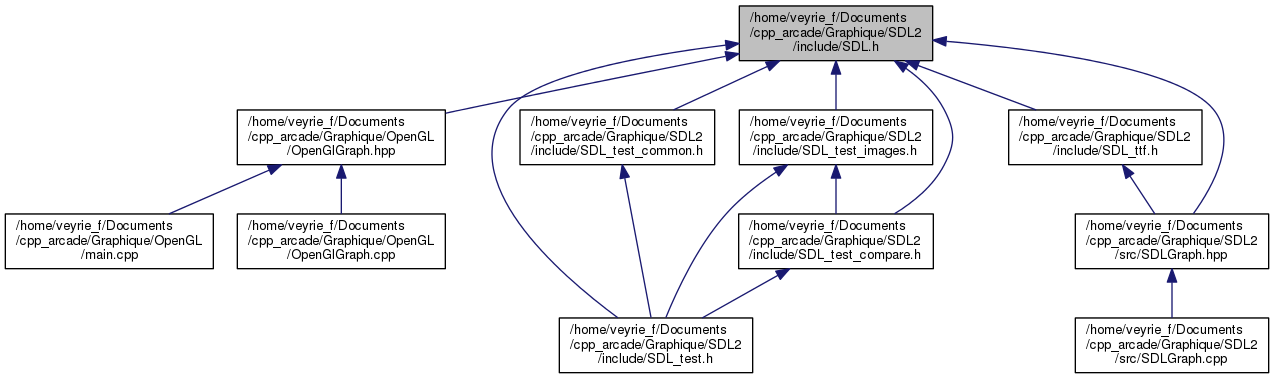 /home/veyrie_f/Documents
/cpp_arcade/Graphique/SDL2
/include/SDL.h
/home/veyrie_f/Documents
/cpp_arcade/Graphique/OpenGL
/OpenGlGraph.hpp
/home/veyrie_f/Documents
/cpp_arcade/Graphique/SDL2
/include/SDL_test_common.h
/home/veyrie_f/Documents
/cpp_arcade/Graphique/SDL2
/include/SDL_test_images.h
/home/veyrie_f/Documents
/cpp_arcade/Graphique/SDL2
/include/SDL_ttf.h
/home/veyrie_f/Documents
/cpp_arcade/Graphique/OpenGL
/main.cpp
/home/veyrie_f/Documents
/cpp_arcade/Graphique/OpenGL
/OpenGlGraph.cpp
/home/veyrie_f/Documents
/cpp_arcade/Graphique/SDL2
/include/SDL_test_compare.h
/home/veyrie_f/Documents
/cpp_arcade/Graphique/SDL2
/src/SDLGraph.hpp
/home/veyrie_f/Documents
/cpp_arcade/Graphique/SDL2
/include/SDL_test.h
/home/veyrie_f/Documents
/cpp_arcade/Graphique/SDL2
/src/SDLGraph.cpp